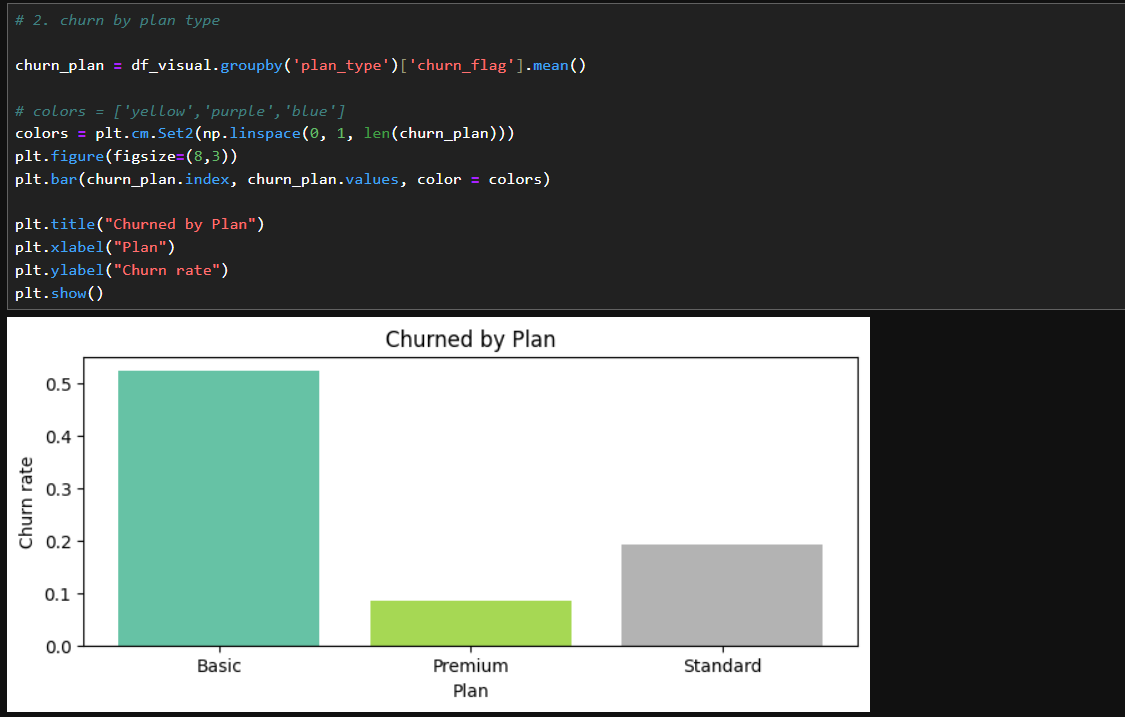 # 2. churn by plan type
churn_plan = df_visual.groupby('plan_type')['churn_flag'].mean()
# colors = ['yellow','purple','blue']
colors = plt.cm.Set2(np.linspace(0, 1, len(churn_plan)))
plt.figure(figsize=(8,3))
plt.bar(churn_plan.index, churn_plan.values, color = colors)
plt.title("Churned by Plan")
plt.xlabel("Plan")
plt.ylabel("Churn rate")
plt.show()
Churned by Plan
Churn rate
0.5
0.4
0.3
0.2
0.1
0.0
Basic Premium Standard
Plan